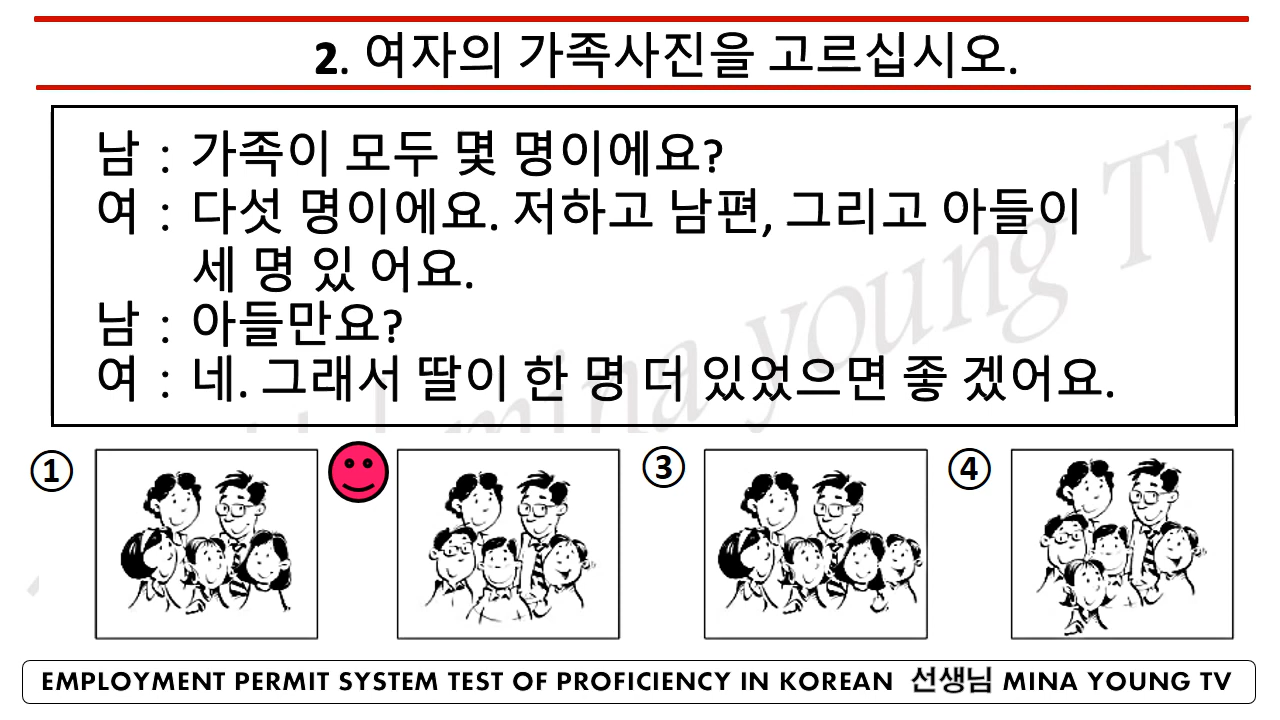 2. 여자의 가족사진을 고르십시오.
남 : 가족이 모두 몇 명이에요?
여 : 다섯 명이에요. 저하고 남편, 그리고 아들이
세 명 있 어요.
남 : 아들만요?
여 : 네. 그래서 딸이 한 명 더 있었으면 좋 겠어요.
mina young TV
① ③ ④
EMPLOYMENT PERMIT SYSTEM TEST OF PROFICIENCY IN KOREAN 선생님 MINA YOUNG TV